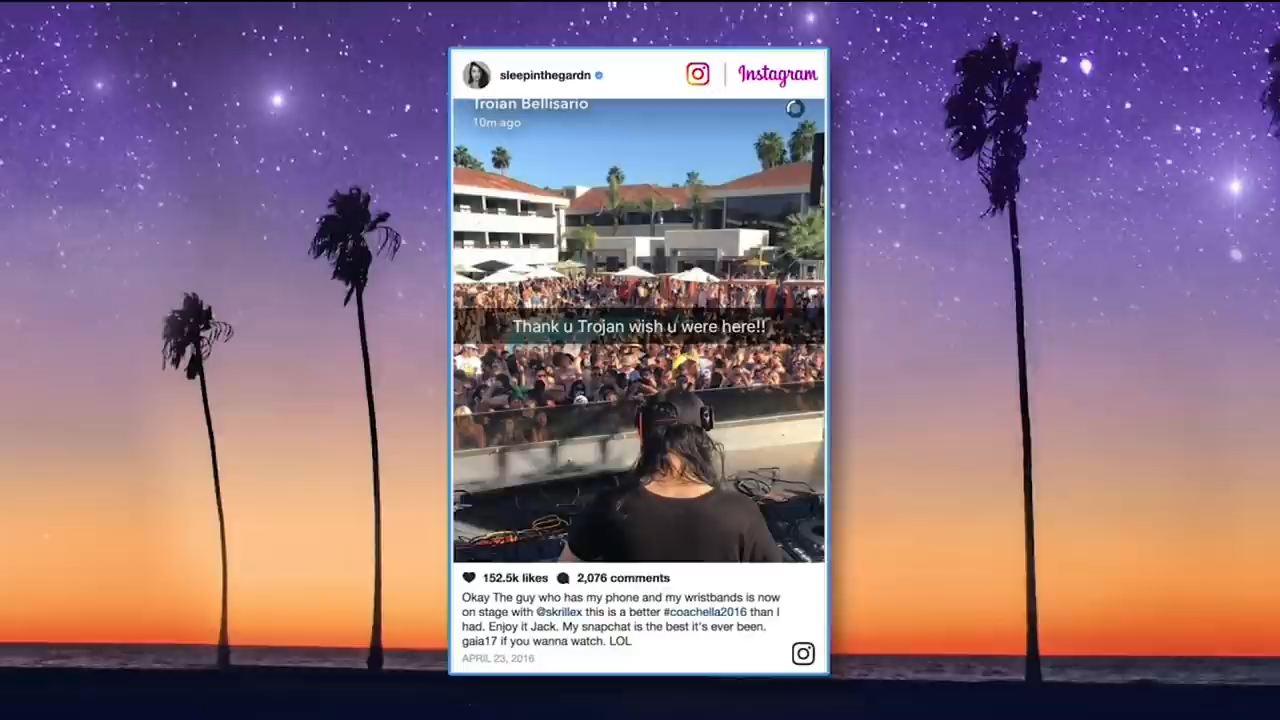 sleepinthegardn
Instagram
Troian Bellisario
10m ago
Thank u Trojan wish u were here!!
152.5k likes 2,076 comments
Okay The guy who has my phone and my wristbands is now
on stage with @skrillex this is a better #coachella2016 than I
had. Enjoy it Jack. My snapchat is the best it's ever been.
gaia17 if you wanna watch. LOL
APRIL 23, 2016